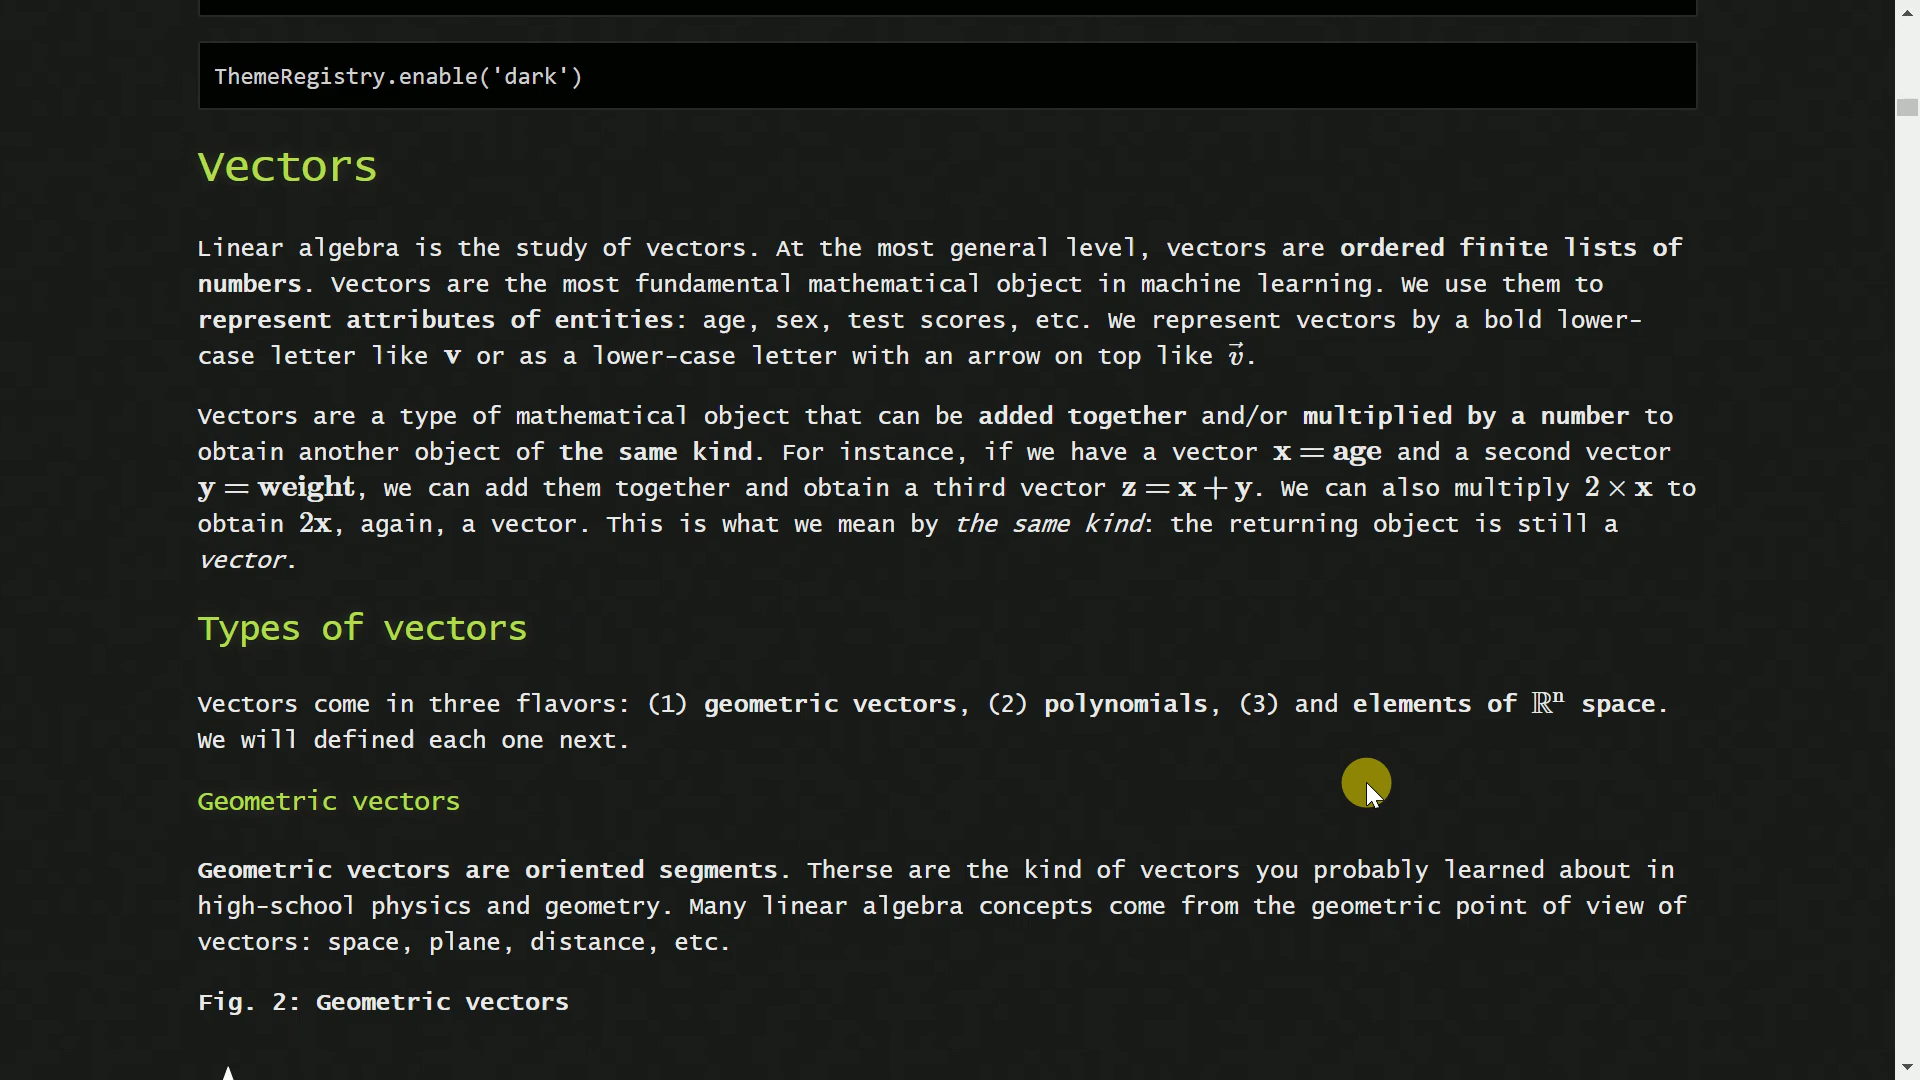 ThemeRegistry.enable('dark')
Vectors
Linear algebra is the study of vectors. At the most general level, vectors are ordered finite lists of
numbers. Vectors are the most fundamental mathematical object in machine learning. We use them to
represent attributes of entities: age, sex, test scores, etc. We represent vectors by a bold lower-
case letter like v or as a lower-case letter with an arrow on top like v⃗.
Vectors are a type of mathematical object that can be added together and/or multiplied by a number to
obtain another object of the same kind. For instance, if we have a vector x = age and a second vector
y = weight, we can add them together and obtain a third vector z = x + y. We can also multiply 2 × x to
obtain 2x, again, a vector. This is what we mean by the same kind: the returning object is still a
vector.
Types of vectors
Vectors come in three flavors: (1) geometric vectors, (2) polynomials, (3) and elements of ℝⁿ space.
We will defined each one next.
Geometric vectors
Geometric vectors are oriented segments. Therse are the kind of vectors you probably learned about in
high-school physics and geometry. Many linear algebra concepts come from the geometric point of view of
vectors: space, plane, distance, etc.
Fig. 2: Geometric vectors